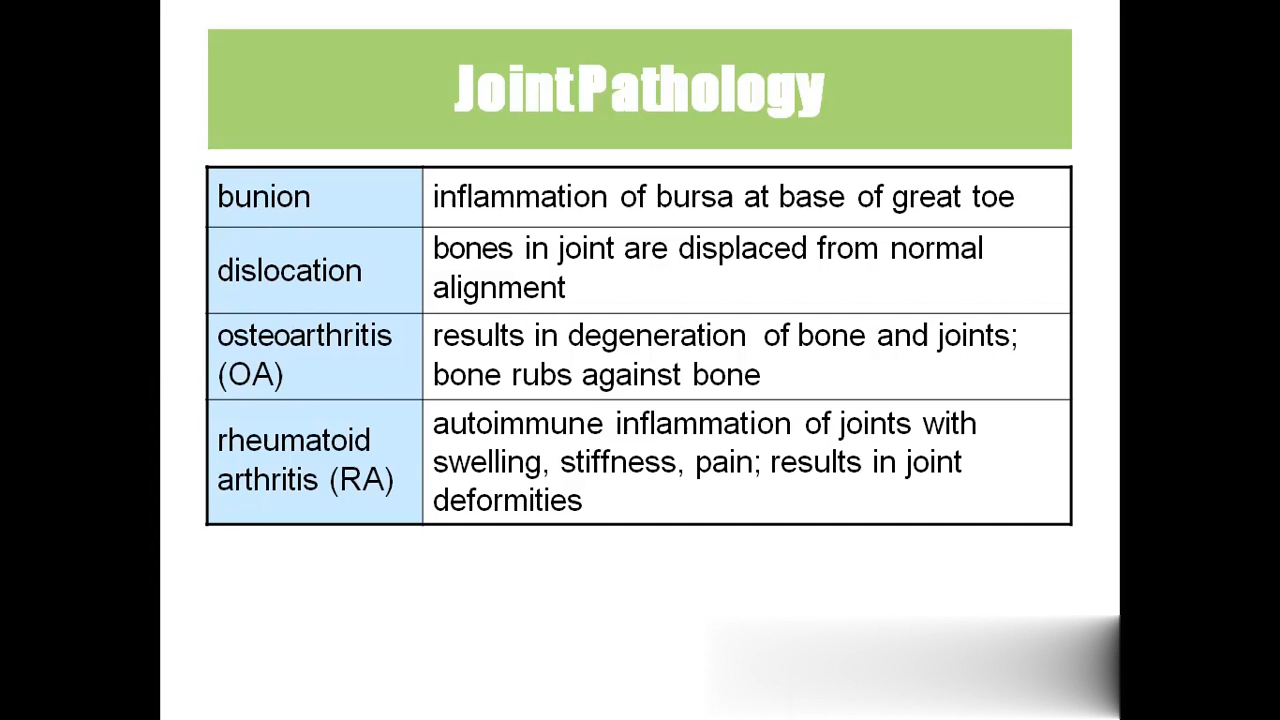 Joint Pathology
bunion
inflammation of bursa at base of great toe
dislocation
bones in joint are displaced from normal
alignment
osteoarthritis
(OA)
results in degeneration of bone and joints;
bone rubs against bone
rheumatoid
arthritis (RA)
autoimmune inflammation of joints with
swelling, stiffness, pain; results in joint
deformities